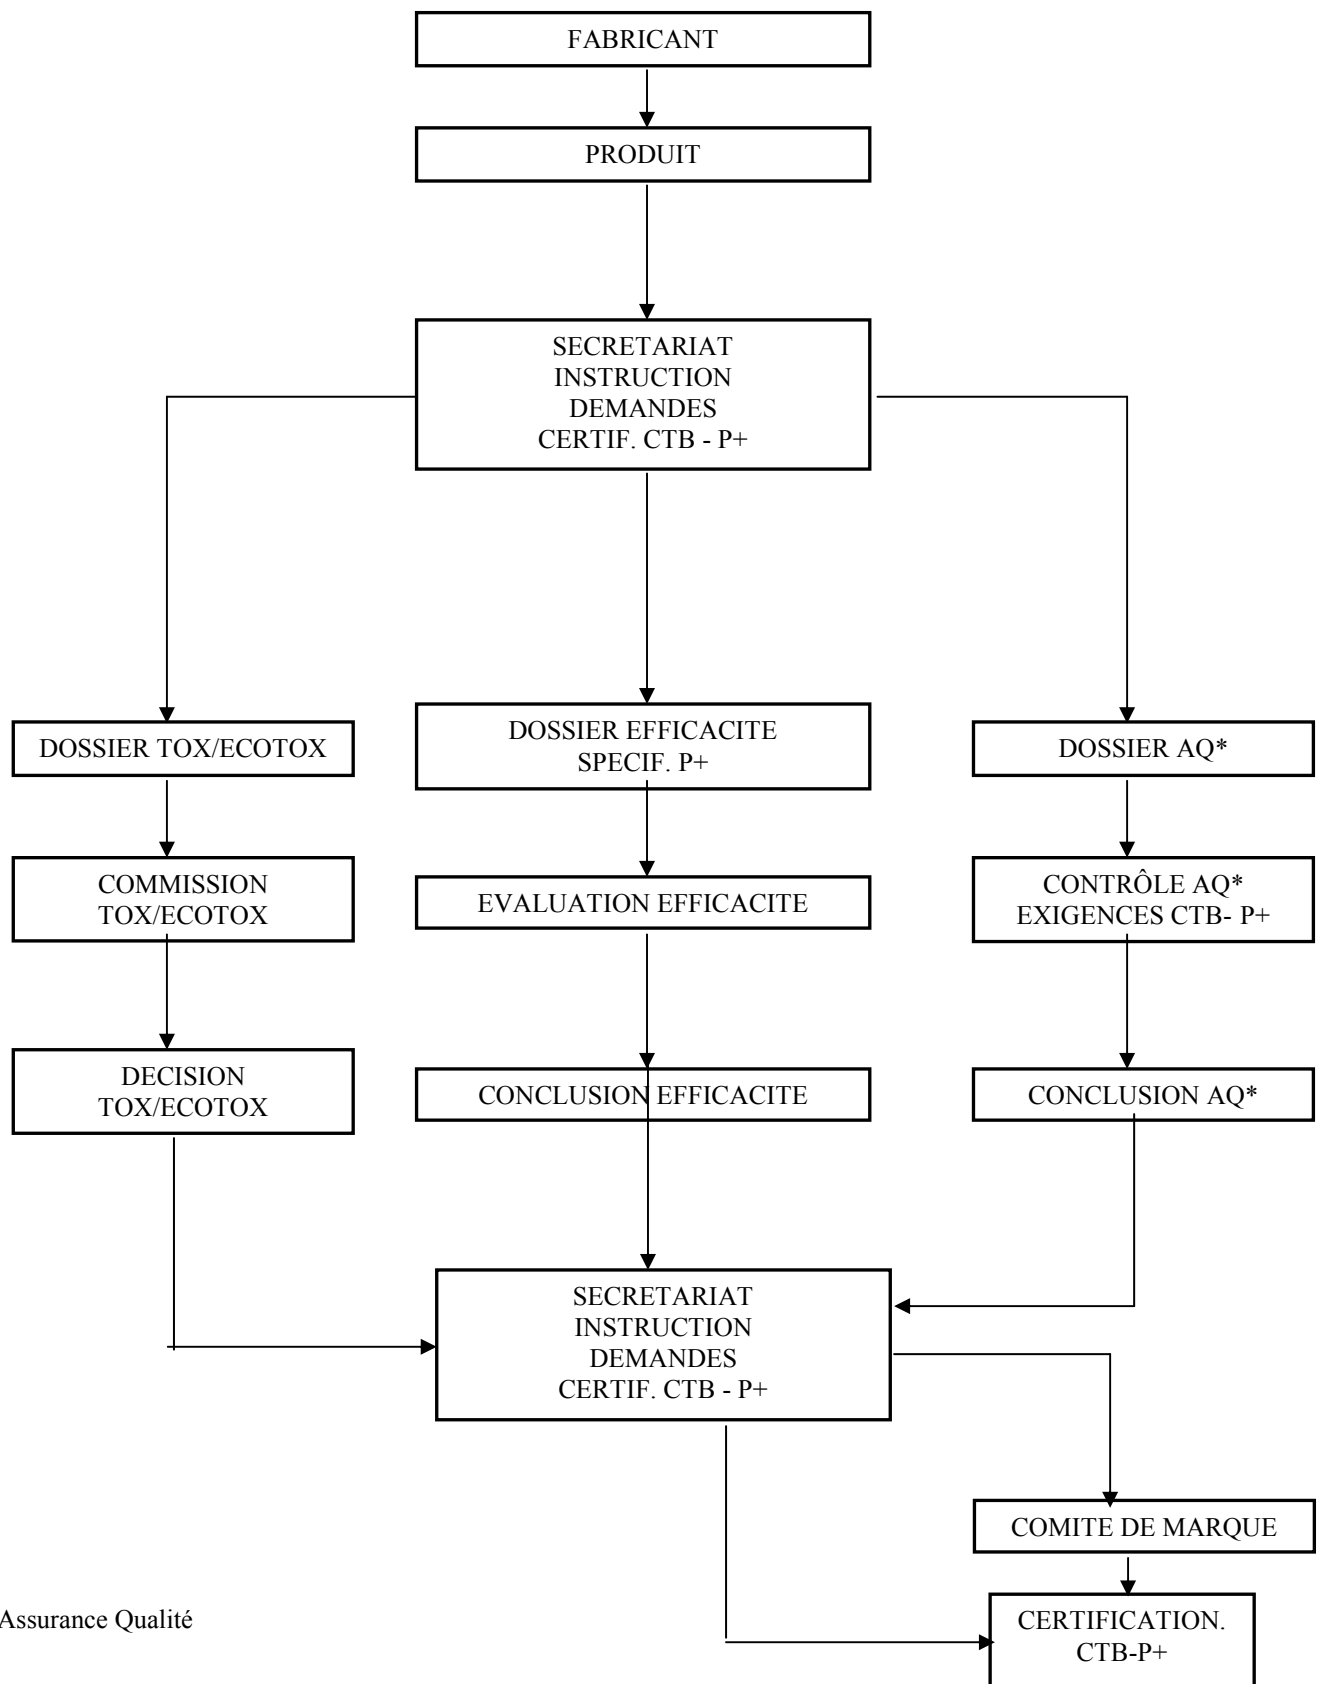 FABRICANT
PRODUIT
SECRETARIAT
INSTRUCTION
DEMANDES
CERTIF. CTB - P+
DOSSIER TOX/ECOTOX
DOSSIER EFFICACITE
SPECIF. P+
DOSSIER AQ*
COMMISSION
TOX/ECOTOX
EVALUATION EFFICACITE
CONTRÔLE AQ*
EXIGENCES CTB- P+
DECISION
TOX/ECOTOX
CONCLUSION EFFICACITE
CONCLUSION AQ*
SECRETARIAT
INSTRUCTION
DEMANDES
CERTIF. CTB - P+
COMITE DE MARQUE
CERTIFICATION.
CTB-P+
Assurance Qualité